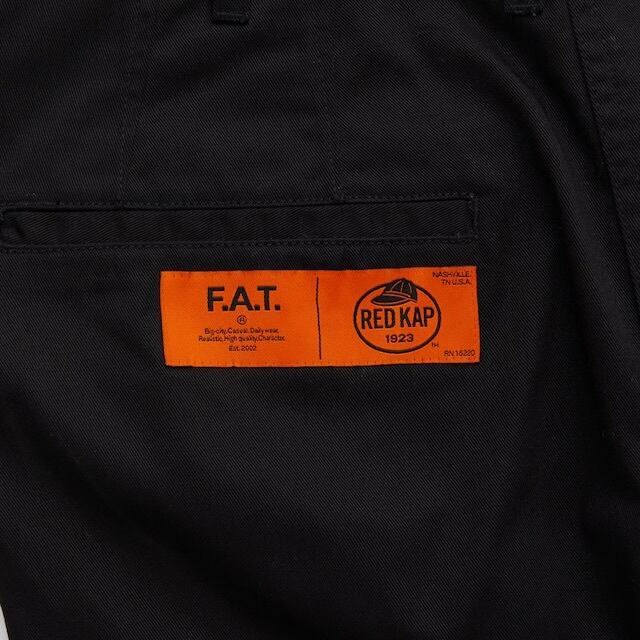 F.A.T.
®
Big-city, Casual, Daily wear,
Realistic, High quality, Character
Est. 2002
NASHVILLE,
TN U.S.A.
RED KAP
1923
TM
RN 16220